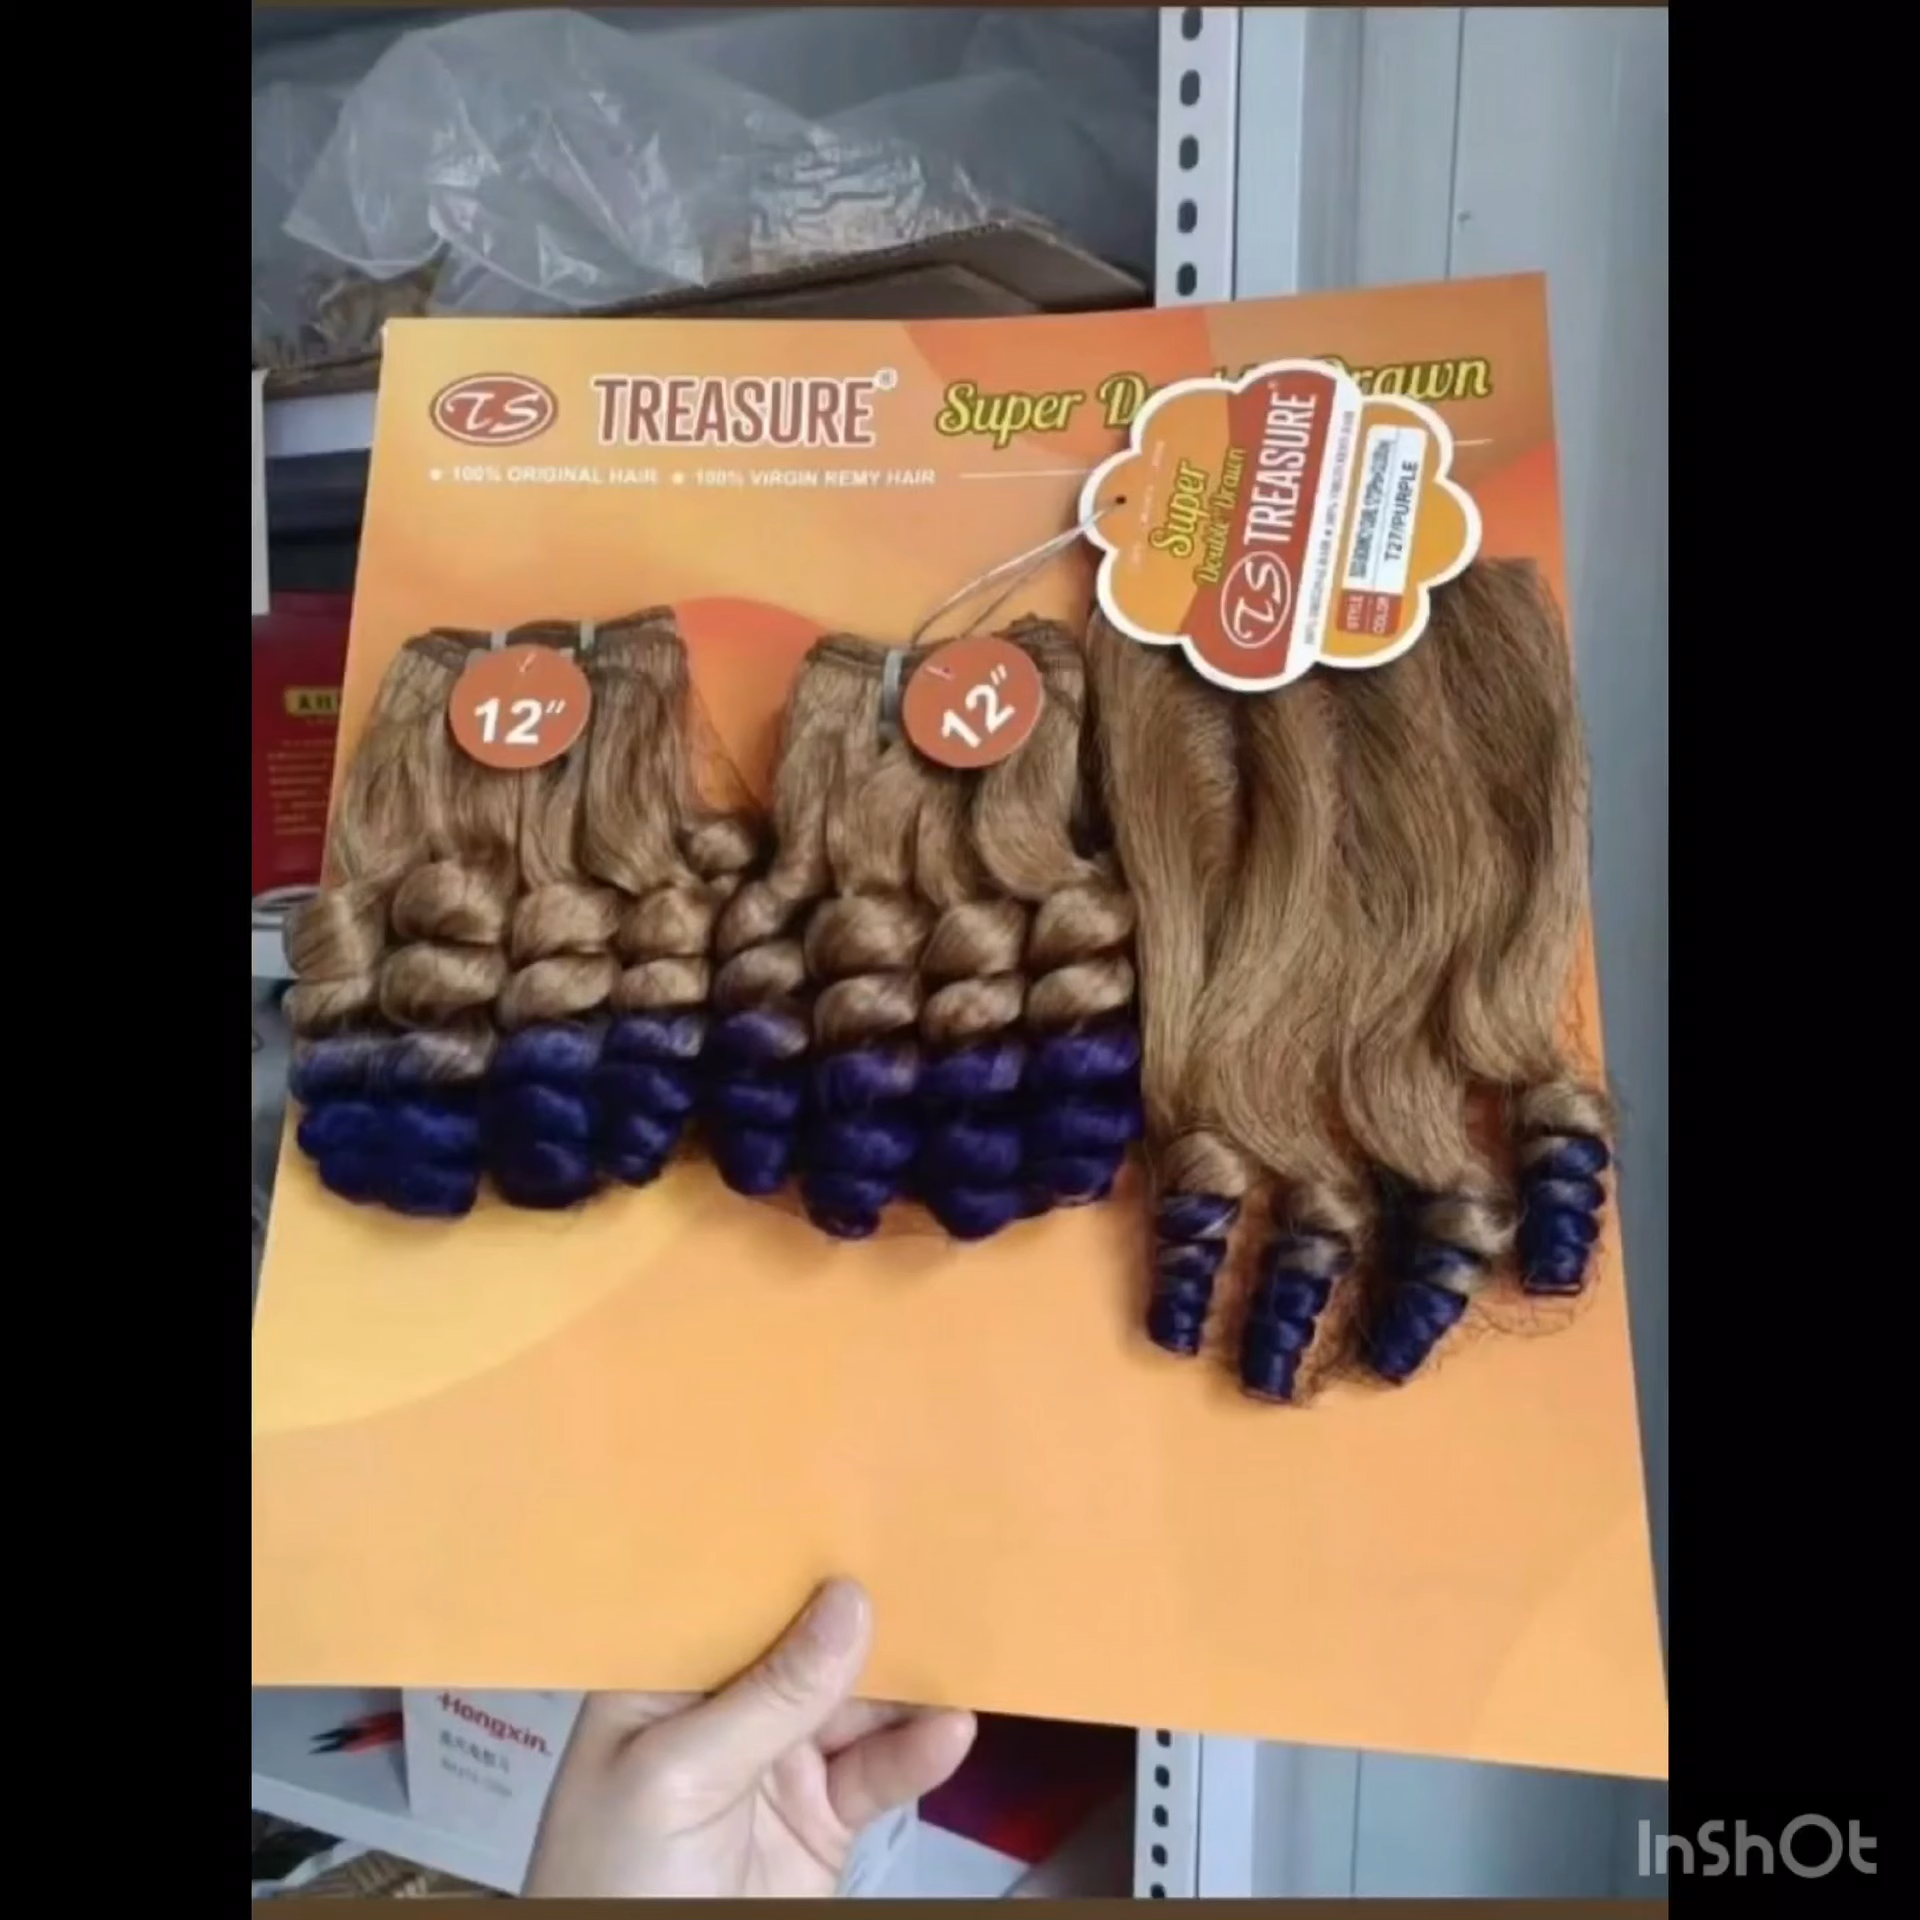 TS TREASURE® Super Drawn
100% ORIGINAL HAIR 100% VIRGIN REMY HAIR
Super
Double Drawn
TS TREASURE
STYLE
COLOR T27/PURPLE
12"
12"
Hongxin
InShOt